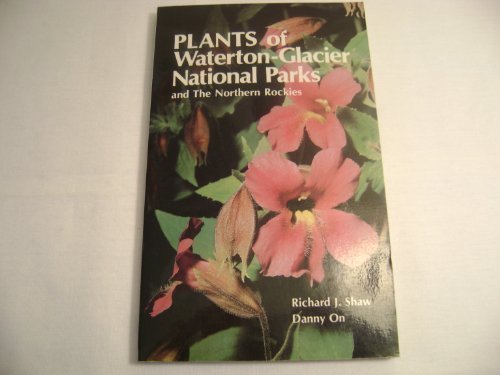 PLANTS of
Waterton-Glacier
National Parks
and The Northern Rockies
Richard J. Shaw
Danny On